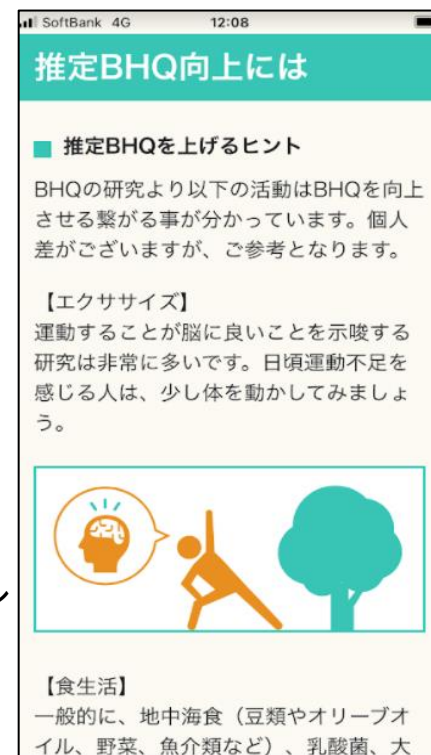 SoftBank 4G 12:08
推定BHQ向上には
推定BHQを上げるヒント
BHQの研究より以下の活動はBHQを向上
させる繋がる事が分かっています。個人
差がございますが、ご参考となります。
【エクササイズ】
運動することが脳に良いことを示唆する
研究は非常に多いです。日頃運動不足を
感じる人は、少し体を動かしてみましょ
う。
【食生活】
一般的に、地中海食（豆類やオリーブオ
イル、野菜、魚介類など）、乳酸菌、大